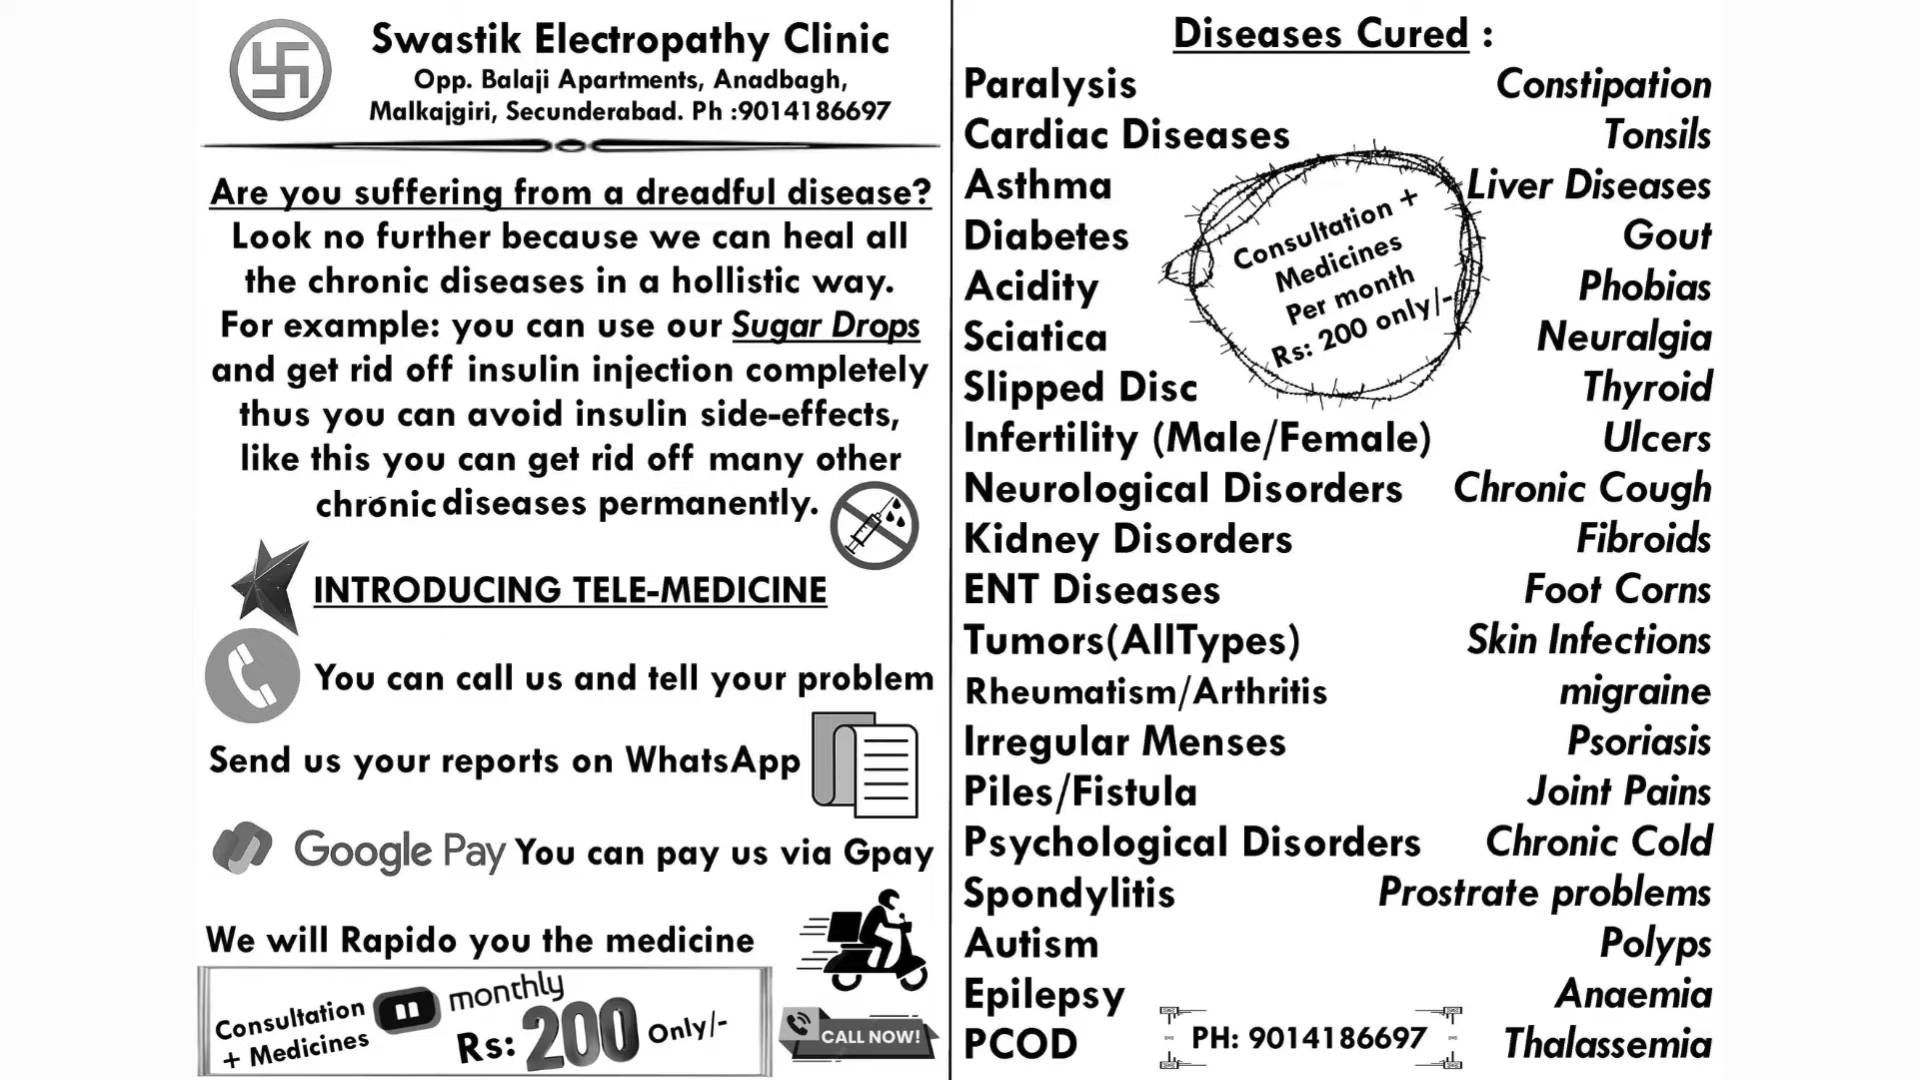 Swastik Electropathy Clinic
Opp. Balaji Apartments, Anadbagh,
Malkajgiri, Secunderabad. Ph :9014186697
Are you suffering from a dreadful disease?
Look no further because we can heal all
the chronic diseases in a hollistic way.
For example: you can use our Sugar Drops
and get rid off insulin injection completely
thus you can avoid insulin side-effects,
like this you can get rid off many other
chronic diseases permanently.
INTRODUCING TELE-MEDICINE
You can call us and tell your problem
Send us your reports on WhatsApp
Google Pay You can pay us via Gpay
We will Rapido you the medicine
Consultation
+ Medicines
monthly
Rs: 200 Only/-
CALL NOW!
Diseases Cured :
Paralysis
Cardiac Diseases
Asthma
Diabetes
Acidity
Sciatica
Slipped Disc
Infertility (Male/Female)
Neurological Disorders
Kidney Disorders
ENT Diseases
Tumors(AllTypes)
Rheumatism/Arthritis
Irregular Menses
Piles/Fistula
Psychological Disorders
Spondylitis
Autism
Epilepsy
PCOD
Consultation +
Medicines
Per month
Rs: 200 only/-
Constipation
Tonsils
Liver Diseases
Gout
Phobias
Neuralgia
Thyroid
Ulcers
Chronic Cough
Fibroids
Foot Corns
Skin Infections
migraine
Psoriasis
Joint Pains
Chronic Cold
Prostrate problems
Polyps
Anaemia
Thalassemia
PH: 9014186697